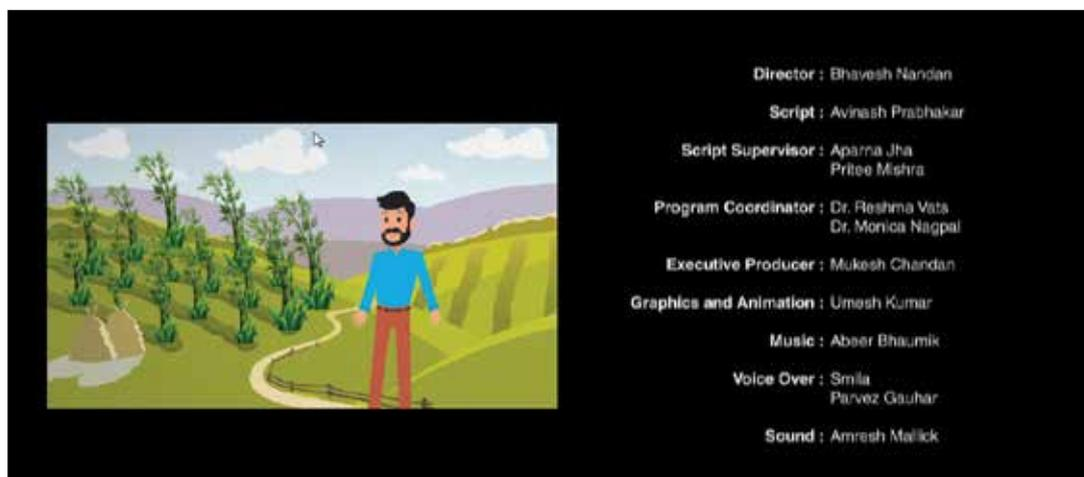 Director : Bhavesh Nandan
Script : Avinash Prabhakar
Script Supervisor : Aparna Jha
Pritee Mishra
Program Coordinator : Dr. Reshma Vats
Dr. Monica Nagpal
Executive Producer : Mukesh Chandan
Graphics and Animation : Umesh Kumar
Music : Abeer Bhaumik
Voice Over : Smila
Parvez Gauhar
Sound : Amresh Mallick